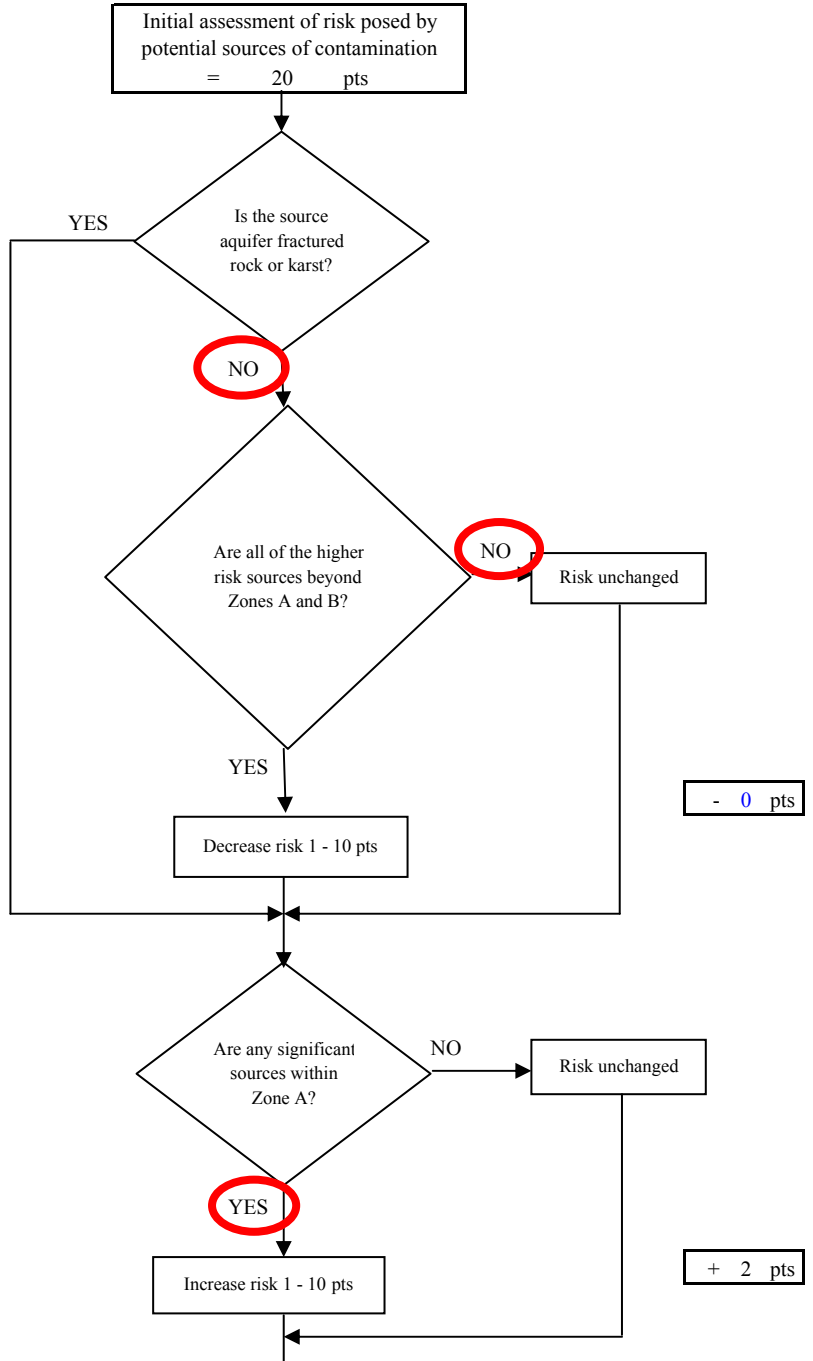 Initial assessment of risk posed by
potential sources of contamination
= 20 pts
YES
Is the source
aquifer fractured
rock or karst?
NO
Are all of the higher
risk sources beyond
Zones A and B?
NO
Risk unchanged
YES
- 0 pts
Decrease risk 1 - 10 pts
Are any significant
sources within
Zone A?
NO
Risk unchanged
YES
+ 2 pts
Increase risk 1 - 10 pts